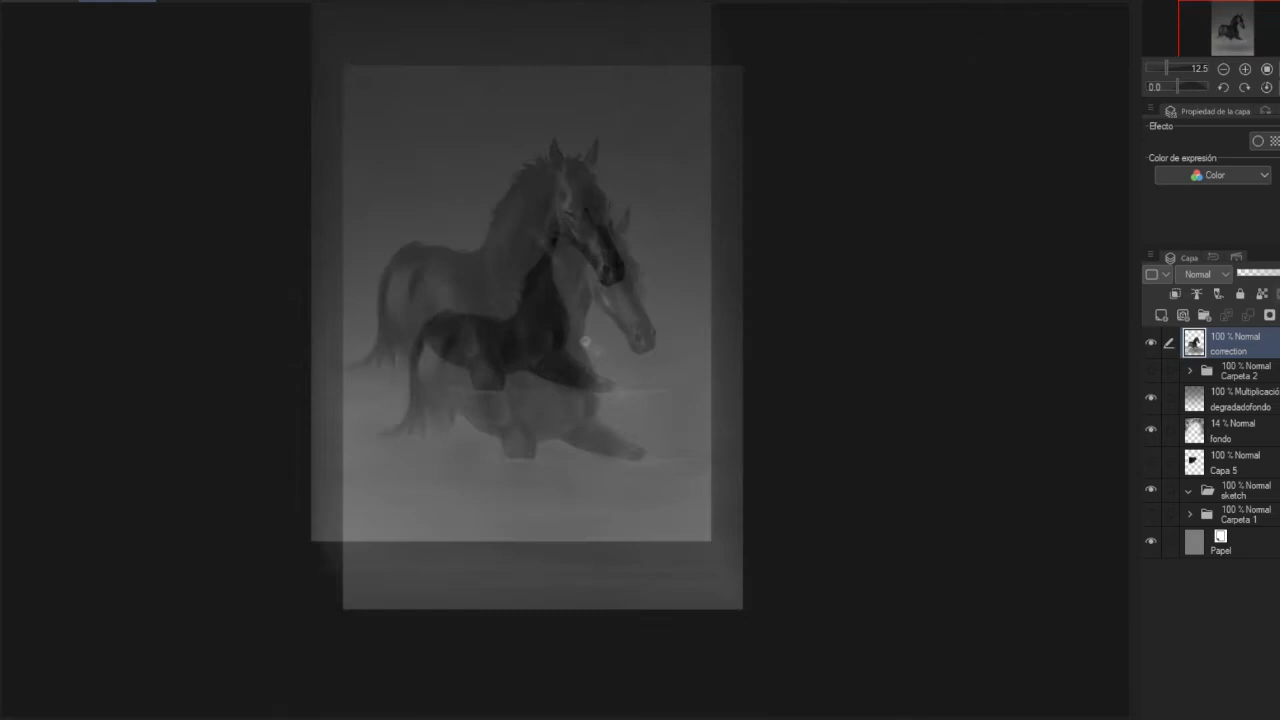 12.5
0.0
Propiedad de la capa
Efecto
Color de expresión
Color
Capa
Normal
100 % Normal
correction
100 % Normal
Carpeta 2
100 % Multiplicació
degradadofondo
14 % Normal
fondo
100 % Normal
Capa 5
100 % Normal
sketch
100 % Normal
Carpeta 1
Papel